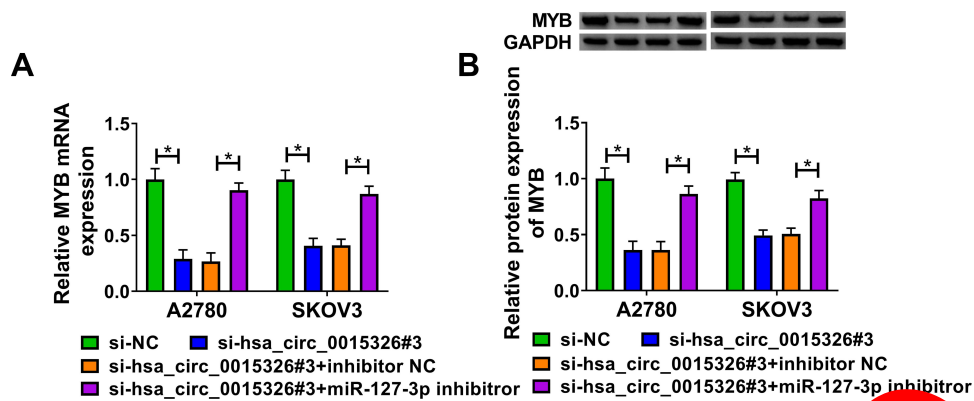 MYB
GAPDH
A
B
Relative MYB mRNA
expression
1.5
1.0
0.5
0.0
* * * *
A2780 SKOV3
si-NC si-hsa_circ_0015326#3
si-hsa_circ_0015326#3+inhibitor NC
si-hsa_circ_0015326#3+miR-127-3p inhibitror
Relative protein expression
of MYB
1.5
1.0
0.5
0.0
* * * *
A2780 SKOV3
si-NC si-hsa_circ_0015326#3
si-hsa_circ_0015326#3+inhibitor NC
si-hsa_circ_0015326#3+miR-127-3p inhibitror